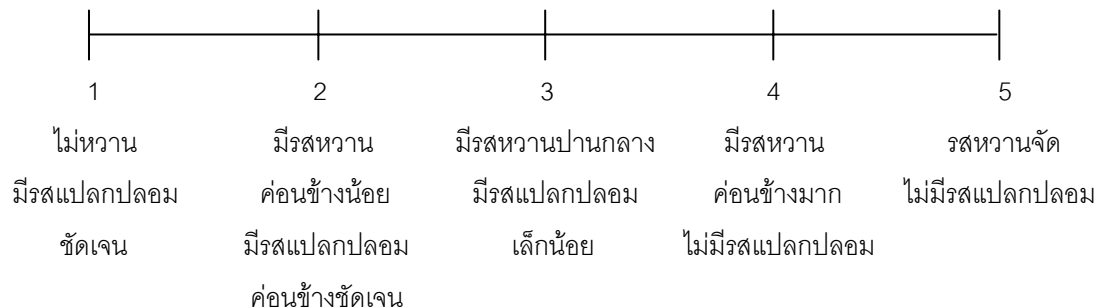 1 2 3 4 5
ไม่หวาน มีรสหวาน มีรสหวานปานกลาง มีรสหวาน รสหวานจัด
มีรสแปลกปลอม ค่อนข้างน้อย มีรสแปลกปลอม ค่อนข้างมาก ไม่มีรสแปลกปลอม
ชัดเจน มีรสแปลกปลอม เล็กน้อย ไม่มีรสแปลกปลอม
ค่อนข้างชัดเจน